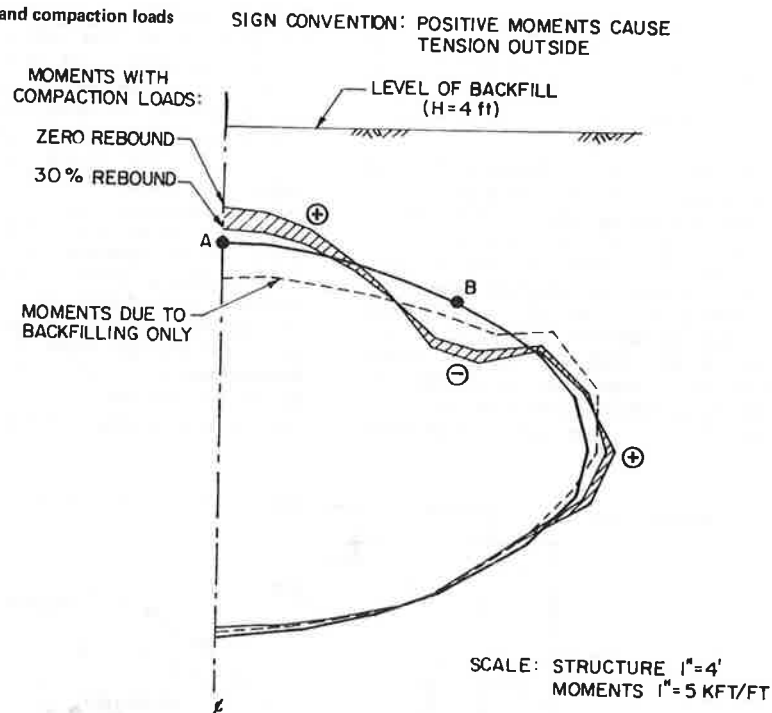 and compaction loads
SIGN CONVENTION: POSITIVE MOMENTS CAUSE
TENSION OUTSIDE
MOMENTS WITH
COMPACTION LOADS:
LEVEL OF BACKFILL
(H=4 ft)
ZERO REBOUND
30% REBOUND
+
A
B
MOMENTS DUE TO
BACKFILLING ONLY
−
+
SCALE: STRUCTURE 1"=4'
MOMENTS 1"=5 KFT/FT